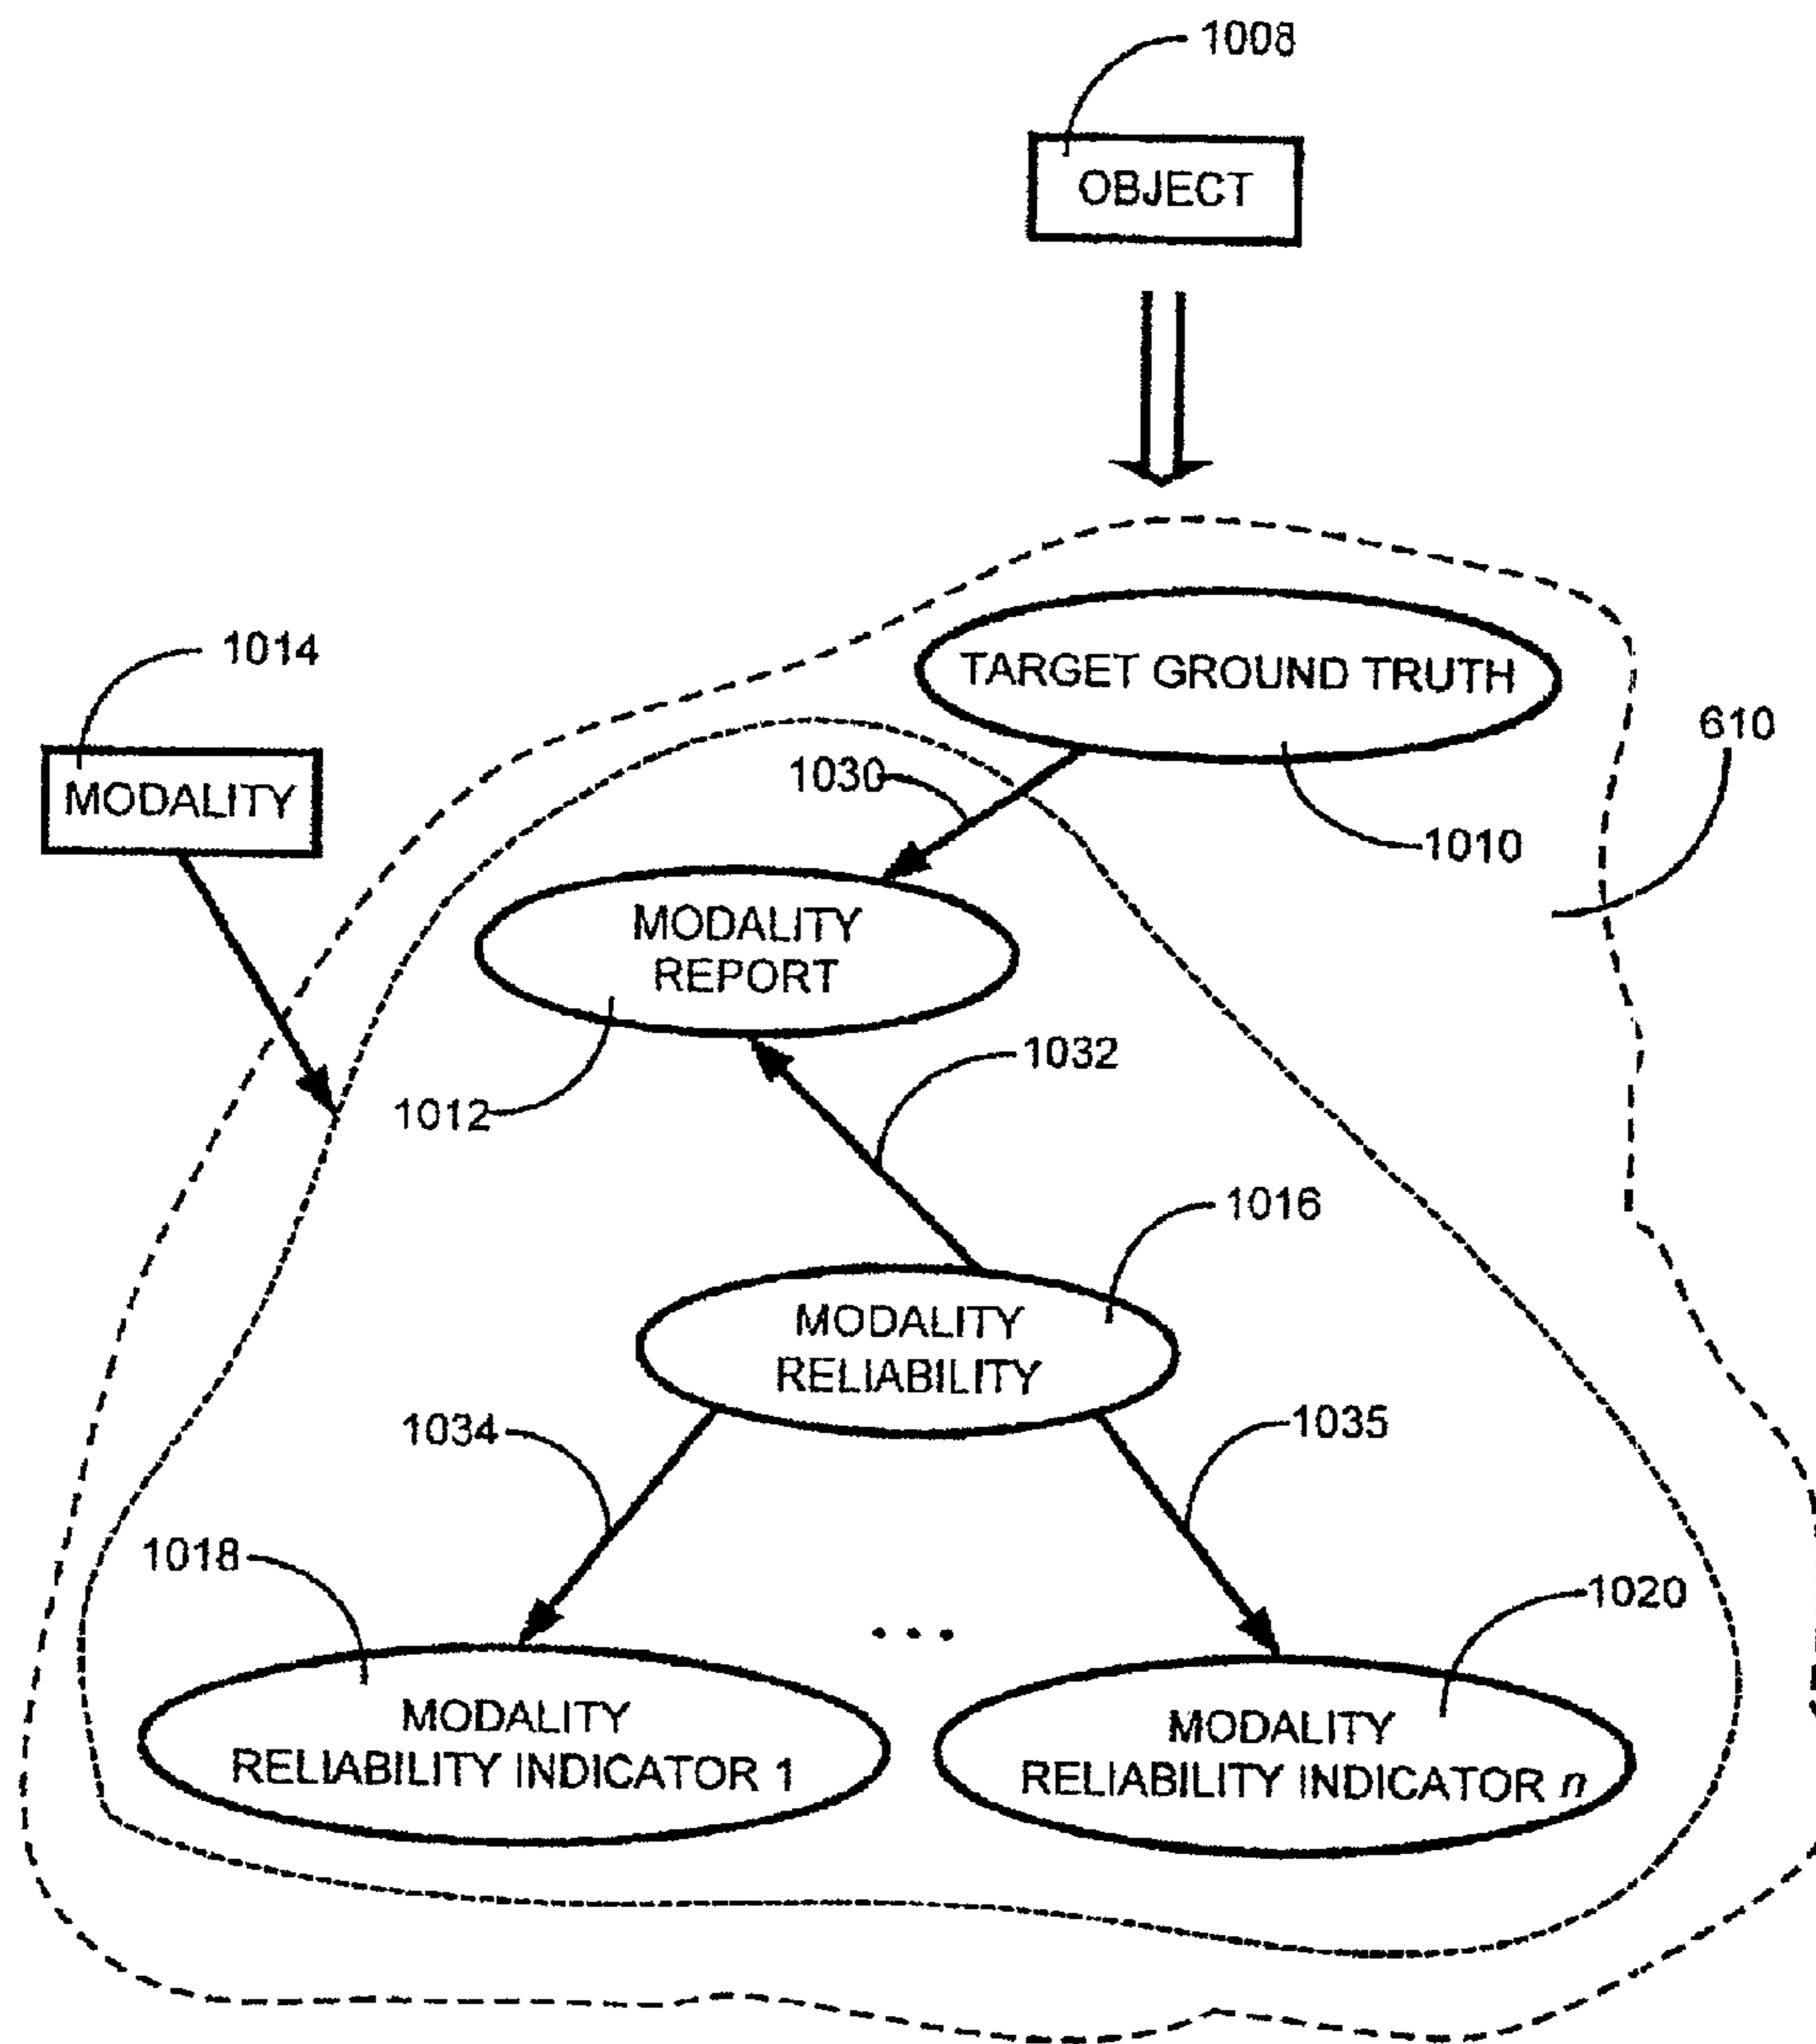 1008
OBJECT
TARGET GROUND TRUTH
1014
610
MODALITY
1030
1010
MODALITY
REPORT
1032
1012
1016
MODALITY
RELIABILITY
1034
1035
1018
1020
...
MODALITY
RELIABILITY INDICATOR 1
MODALITY
RELIABILITY INDICATOR n